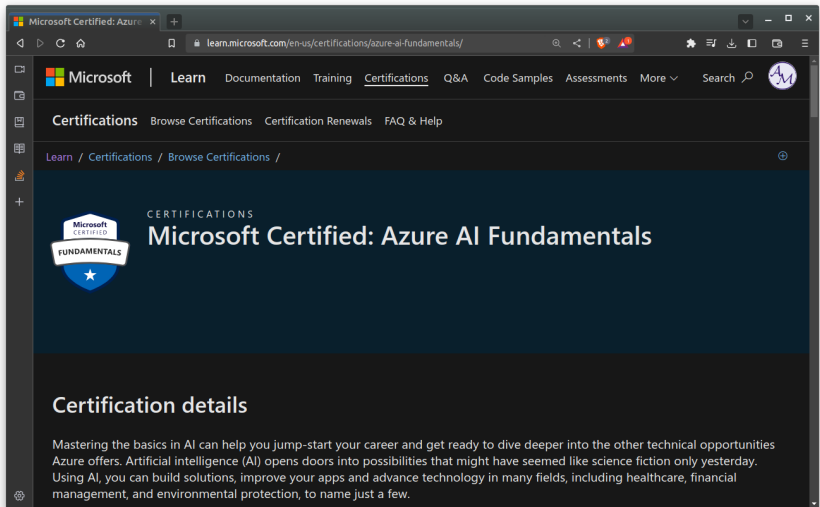 Microsoft Certified: Azure
learn.microsoft.com/en-us/certifications/azure-ai-fundamentals/
Microsoft Learn Documentation Training Certifications Q&A Code Samples Assessments More Search AM
Certifications Browse Certifications Certification Renewals FAQ & Help
Learn / Certifications / Browse Certifications /
Microsoft
CERTIFIED
FUNDAMENTALS
CERTIFICATIONS
Microsoft Certified: Azure AI Fundamentals
Certification details
Mastering the basics in AI can help you jump-start your career and get ready to dive deeper into the other technical opportunities
Azure offers. Artificial intelligence (AI) opens doors into possibilities that might have seemed like science fiction only yesterday.
Using AI, you can build solutions, improve your apps and advance technology in many fields, including healthcare, financial
management, and environmental protection, to name just a few.